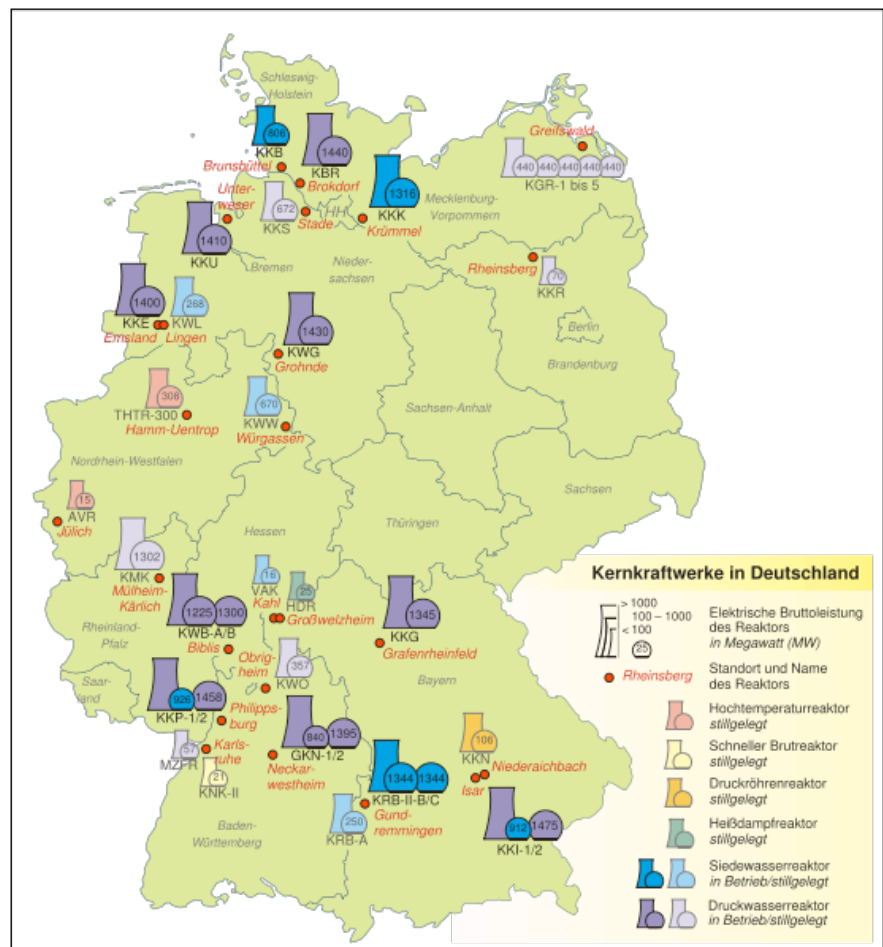 Schleswig-
Holstein
806
KKB
Brunsbüttel
1440
KBR
Brokdorf
Unter-
weser
672
KKS
Stade
HH
1316
KKK
Krümmel
Mecklenburg-
Vorpommern
Greifswald
440 440 440 440 440
KGR-1 bis 5
1410
KKU
Bremen
Nieder-
sachsen
Rheinsberg
70
KKR
1400
KKE
Emsland
268
KWL
Lingen
1430
KWG
Grohnde
Berlin
Brandenburg
308
THTR-300
Hamm-Uentrop
670
KWW
Würgassen
Sachsen-Anhalt
Nordrhein-Westfalen
Sachsen
15
AVR
Jülich
Hessen
Thüringen
1302
KMK
Mülheim-
Kärlich
16
VAK
Kahl
25
HDR
Großwelzheim
1225 1300
KWB-A/B
Biblis
1345
KKG
Grafenrheinfeld
Rheinland-
Pfalz
Obrig-
heim
357
KWO
Bayern
Saar-
land
926 1458
KKP-1/2
Philipps-
burg
57
MZFR
Karls-
ruhe
21
KNK-II
840 1395
GKN-1/2
Neckar-
westheim
1344 1344
KRB-II-B/C
Gund-
remmingen
106
KKN
Niederaichbach
Isar
250
KRB-A
912 1475
KKI-1/2
Baden-
Württemberg
Kernkraftwerke in Deutschland
> 1000
100 – 1000
< 100
25
Elektrische Bruttoleistung
des Reaktors
in Megawatt (MW)
Rheinsberg
Standort und Name
des Reaktors
Hochtemperaturreaktor
stillgelegt
Schneller Brutreaktor
stillgelegt
Druckröhrenreaktor
stillgelegt
Heißdampfreaktor
stillgelegt
Siedewasserreaktor
in Betrieb/stillgelegt
Druckwasserreaktor
in Betrieb/stillgelegt